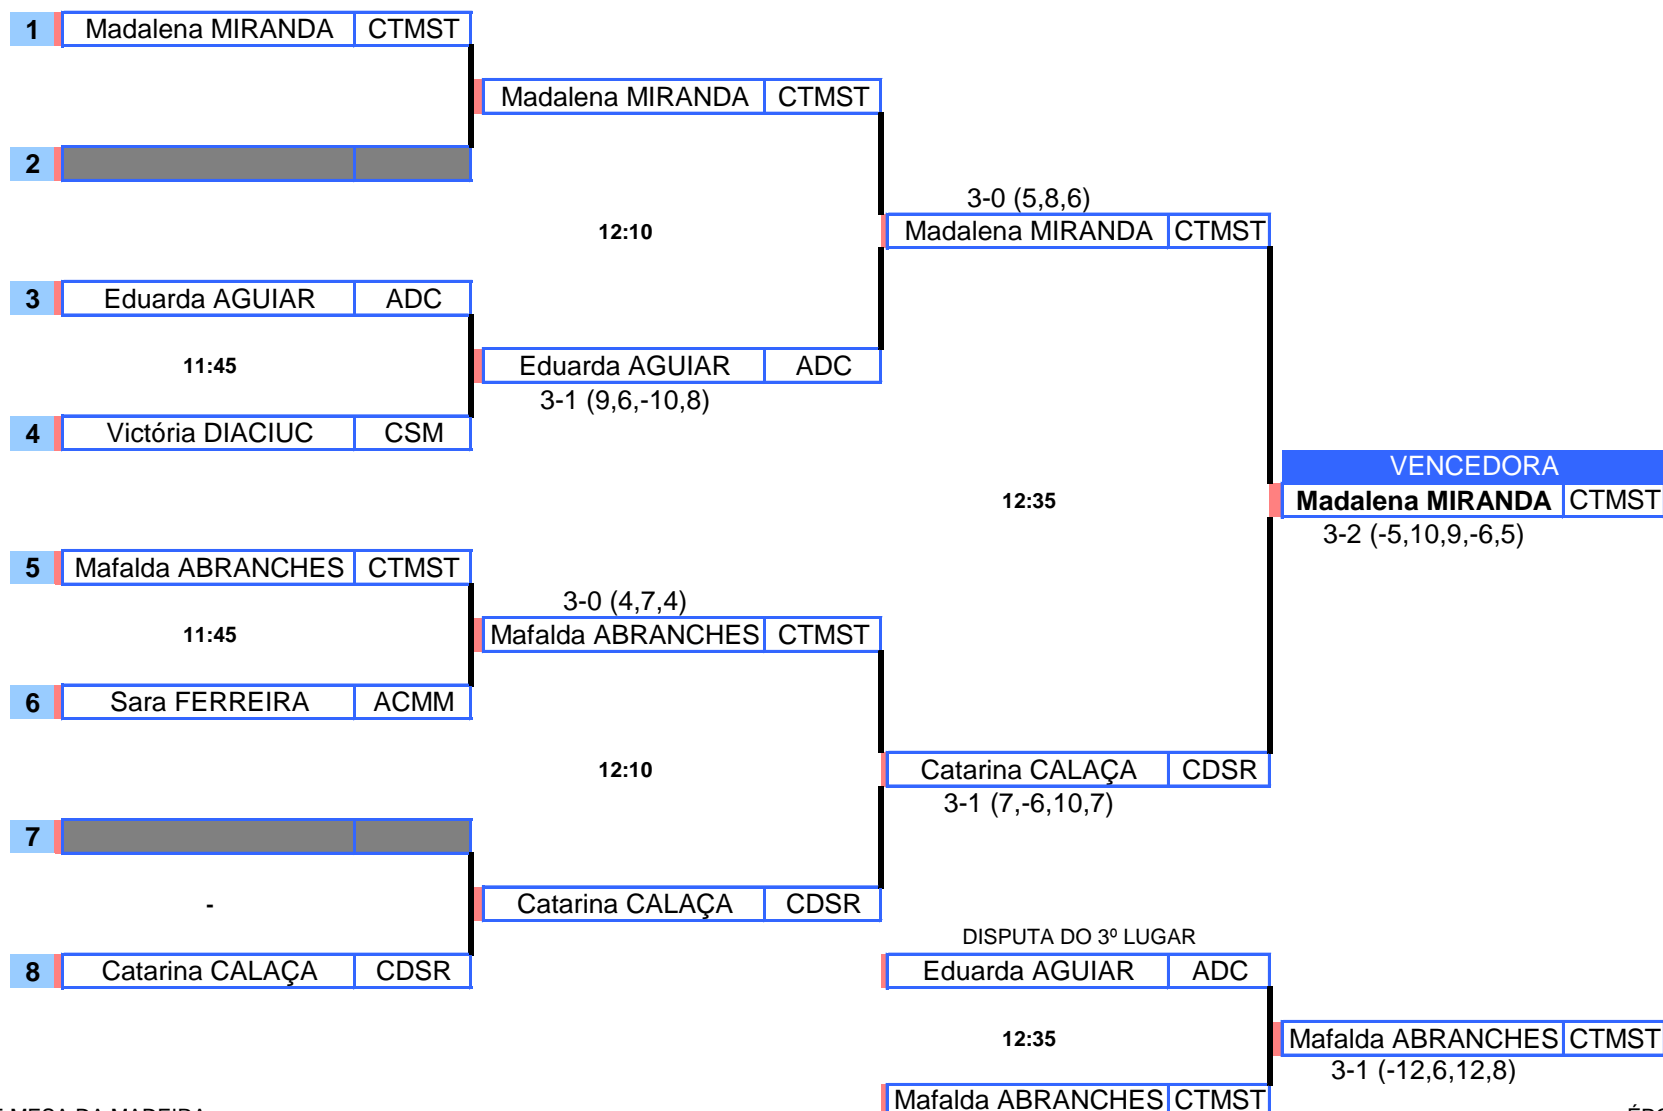 1 Madalena MIRANDA CTMST
Madalena MIRANDA CTMST
2
3-0 (5,8,6)
12:10
Madalena MIRANDA CTMST
3 Eduarda AGUIAR ADC
11:45
Eduarda AGUIAR ADC
3-1 (9,6,-10,8)
4 Victória DIACIUC CSM
VENCEDORA
12:35
Madalena MIRANDA CTMST
3-2 (-5,10,9,-6,5)
5 Mafalda ABRANCHES CTMST
3-0 (4,7,4)
11:45
Mafalda ABRANCHES CTMST
6 Sara FERREIRA ACMM
12:10
Catarina CALAÇA CDSR
3-1 (7,-6,10,7)
7
-
Catarina CALAÇA CDSR
DISPUTA DO 3º LUGAR
8 Catarina CALAÇA CDSR
Eduarda AGUIAR ADC
12:35
Mafalda ABRANCHES CTMST
3-1 (-12,6,12,8)
Mafalda ABRANCHES CTMST
MESA DA MADEIRA